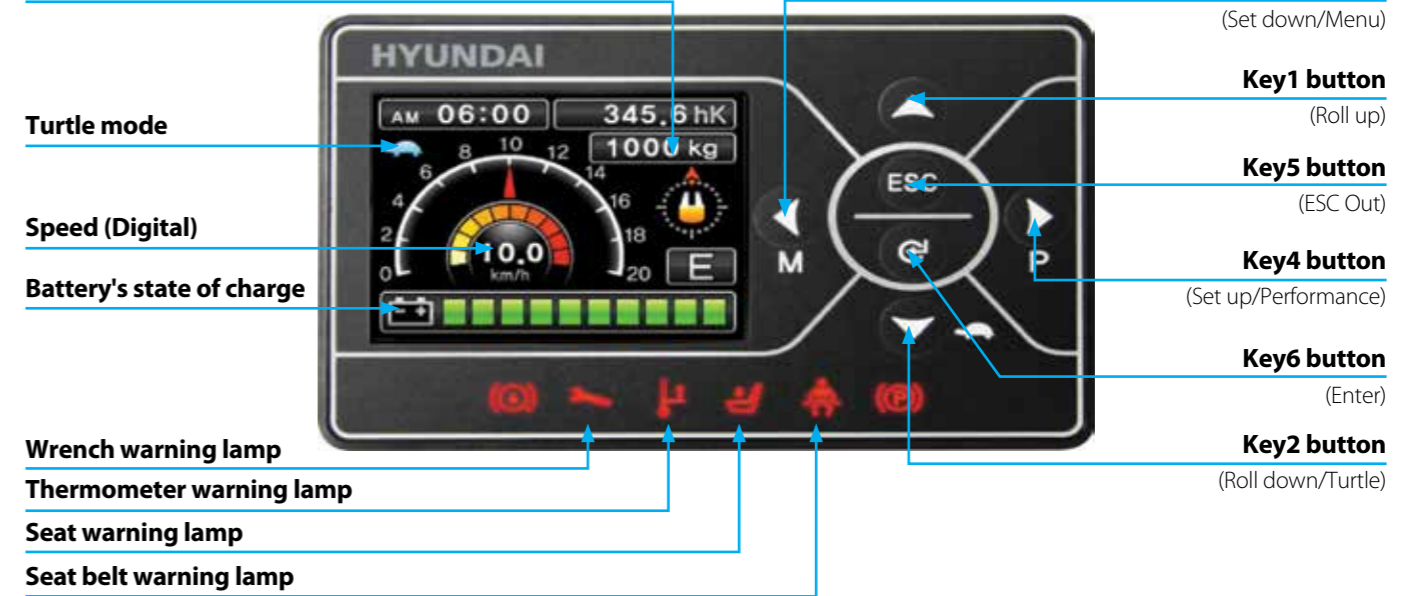 (Set down/Menu)
HYUNDAI
Key1 button
(Roll up)
AM 06:00
345.6 hK
Turtle mode
1000 kg
0 2 4 6 8 10 12 14 16 18 20
ESC
Key5 button
(ESC Out)
Speed (Digital)
10.0
km/h
E
M
P
Key4 button
(Set up/Performance)
Battery's state of charge
Key6 button
(Enter)
(P)
Wrench warning lamp
Key2 button
(Roll down/Turtle)
Thermometer warning lamp
Seat warning lamp
Seat belt warning lamp